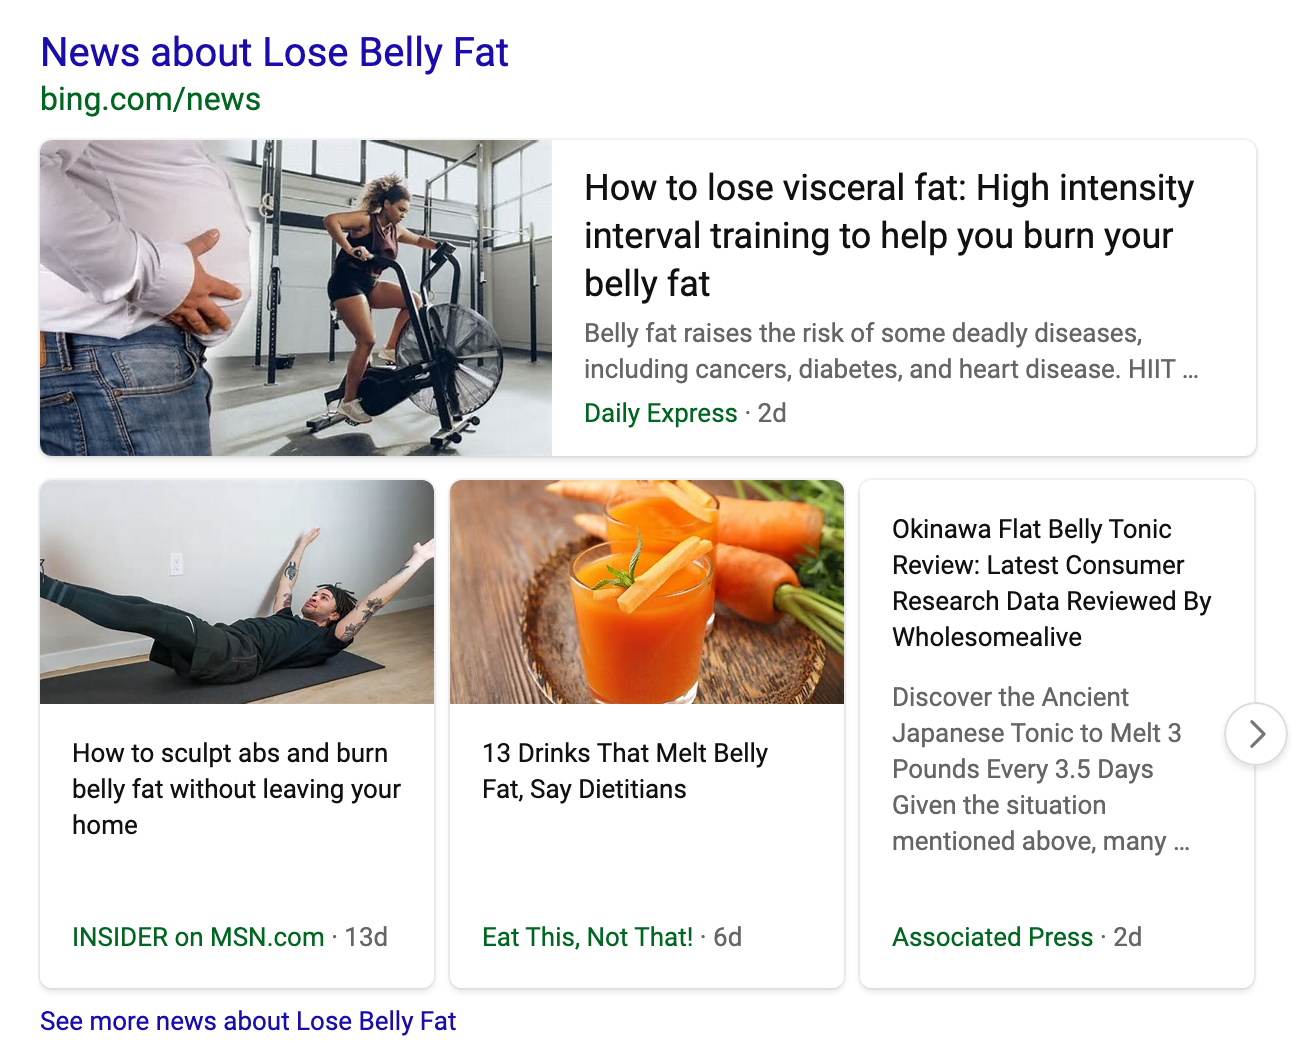 News about Lose Belly Fat
bing.com/news
How to lose visceral fat: High intensity
interval training to help you burn your
belly fat
Belly fat raises the risk of some deadly diseases,
including cancers, diabetes, and heart disease. HIIT ...
Daily Express · 2d
How to sculpt abs and burn
belly fat without leaving your
home
INSIDER on MSN.com · 13d
13 Drinks That Melt Belly
Fat, Say Dietitians
Eat This, Not That! · 6d
Okinawa Flat Belly Tonic
Review: Latest Consumer
Research Data Reviewed By
Wholesomealive
Discover the Ancient
Japanese Tonic to Melt 3
Pounds Every 3.5 Days
Given the situation
mentioned above, many ...
Associated Press · 2d
See more news about Lose Belly Fat